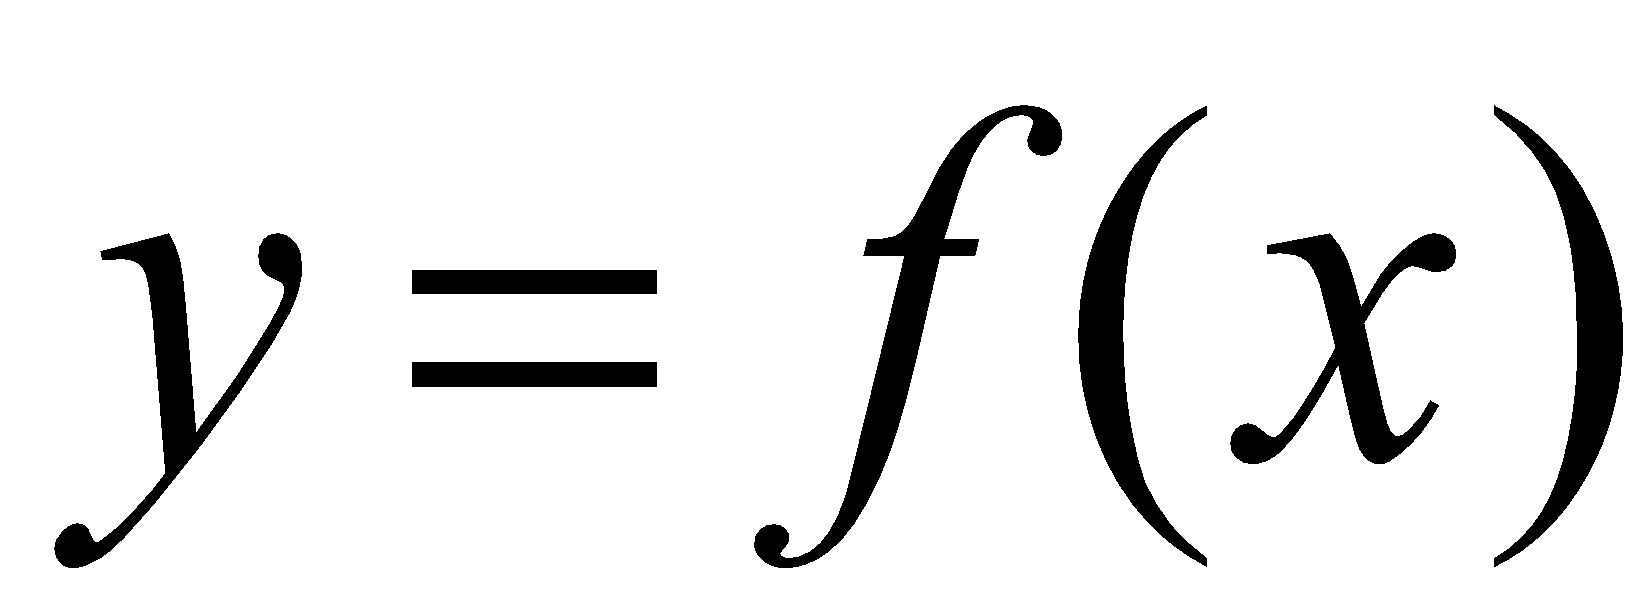 y = f(x)